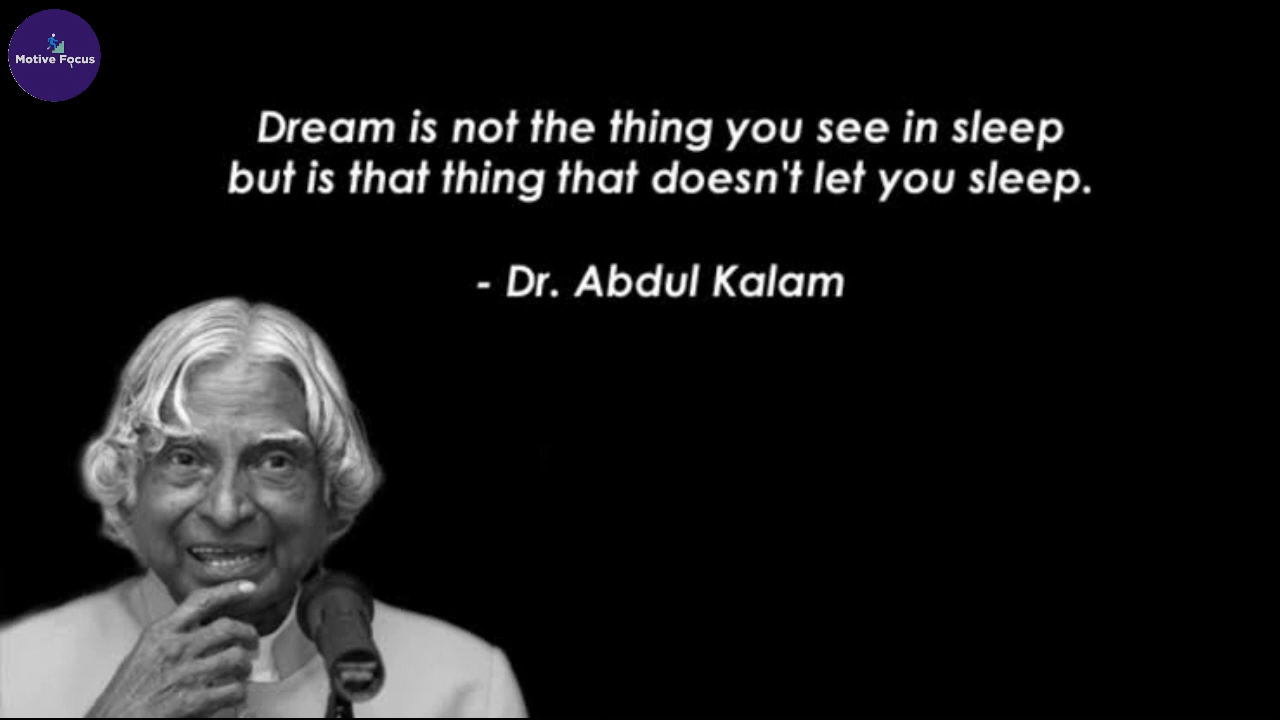 Motive Focus
Dream is not the thing you see in sleep
but is that thing that doesn't let you sleep.
- Dr. Abdul Kalam